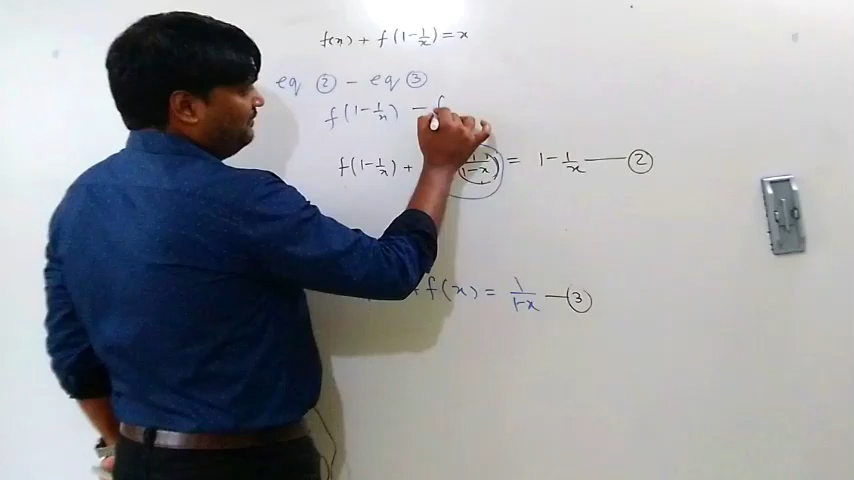 f(x) + f(1-1/x) = x
eq ② - eq ③
f(1-1/x) - f
f(1-1/x) + 1/1-x) = 1-1/x — ②
f(x) = 1/1-x — ③